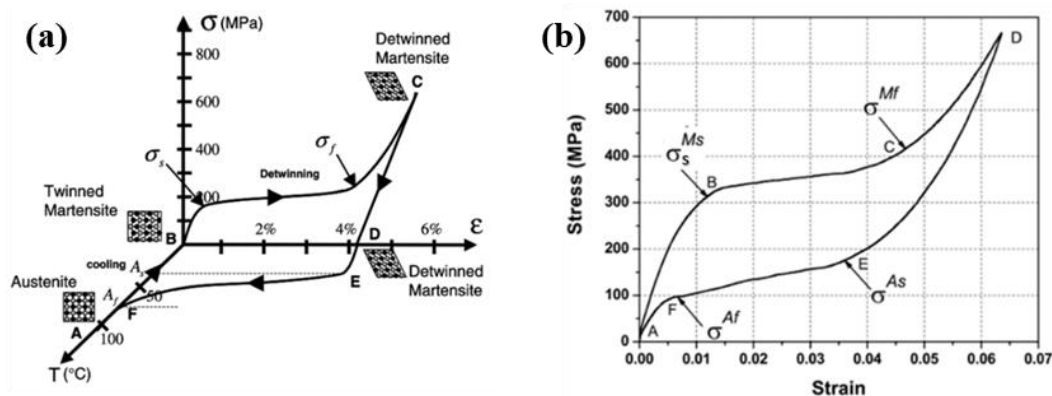 (a)
σ (MPa)
800
600
400
200
Detwinned
Martensite
C
σs
σf
Detwinning
Twinned
Martensite
B
2%
4%
D
6%
ε
cooling
As
Austenite
Af
50
F
E
Detwinned
Martensite
A
100
T (°C)
(b)
700
600
500
400
300
200
100
0
Stress (MPa)
D
σMf
C
σsMs
B
E
σAs
A
F
σAf
0.00 0.01 0.02 0.03 0.04 0.05 0.06 0.07
Strain